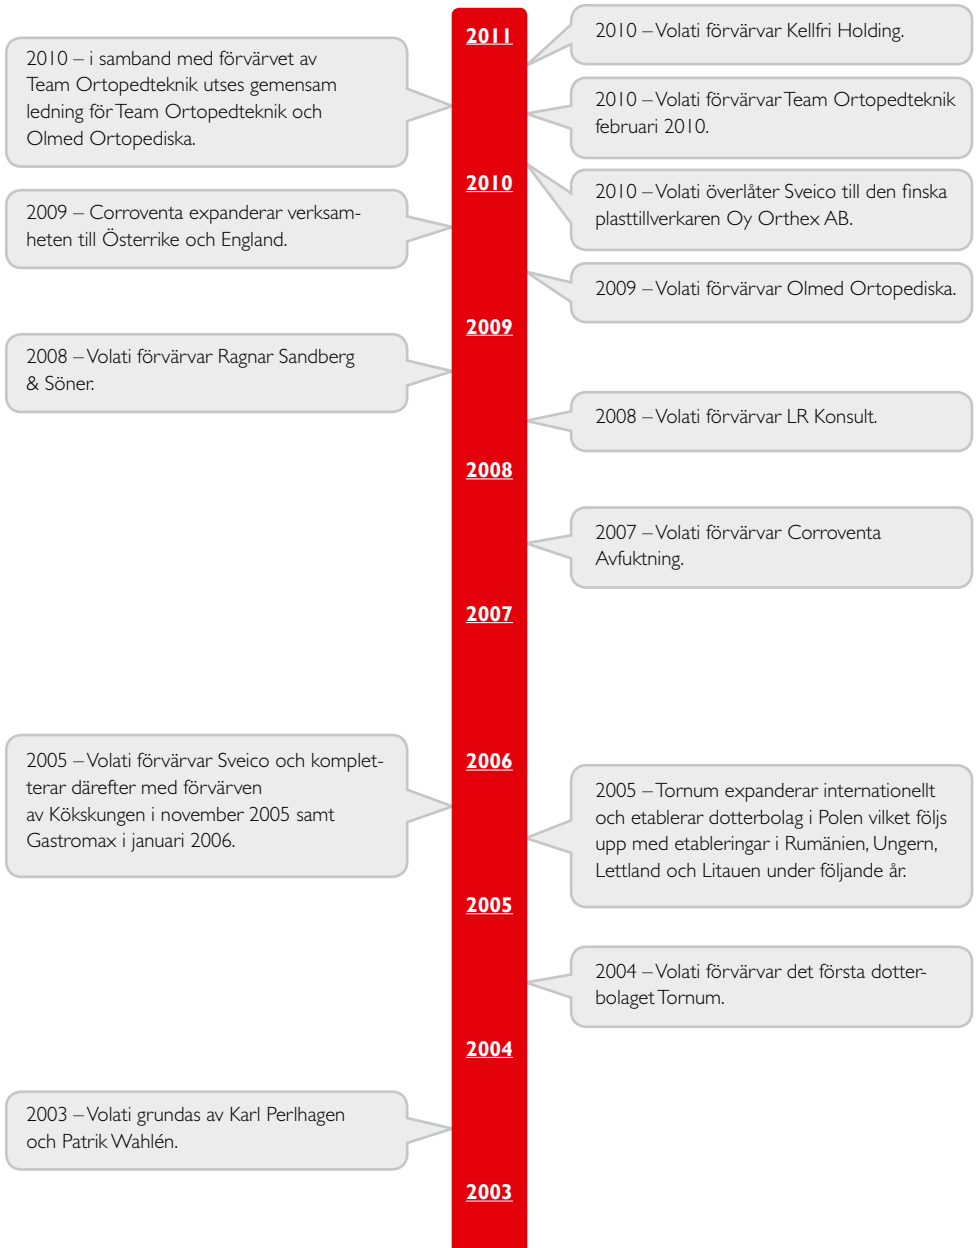 2011
2010 – Volati förvärvar Kellfri Holding.
2010 – i samband med förvärvet av
Team Ortopedteknik utses gemensam
ledning för Team Ortopedteknik och
Olmed Ortopediska.
2010 – Volati förvärvar Team Ortopedteknik
februari 2010.
2010
2010 – Volati överlåter Sveico till den finska
plasttillverkaren Oy Orthex AB.
2009 – Corroventa expanderar verksam-
heten till Österrike och England.
2009 – Volati förvärvar Olmed Ortopediska.
2009
2008 – Volati förvärvar Ragnar Sandberg
& Söner.
2008 – Volati förvärvar LR Konsult.
2008
2007 – Volati förvärvar Corroventa
Avfuktning.
2007
2006
2005 – Volati förvärvar Sveico och komplet-
terar därefter med förvärven
av Kökskungen i november 2005 samt
Gastromax i januari 2006.
2005 – Tornum expanderar internationellt
och etablerar dotterbolag i Polen vilket följs
upp med etableringar i Rumänien, Ungern,
Lettland och Litauen under följande år.
2005
2004 – Volati förvärvar det första dotter-
bolaget Tornum.
2004
2003 – Volati grundas av Karl Perlhagen
och Patrik Wahlén.
2003